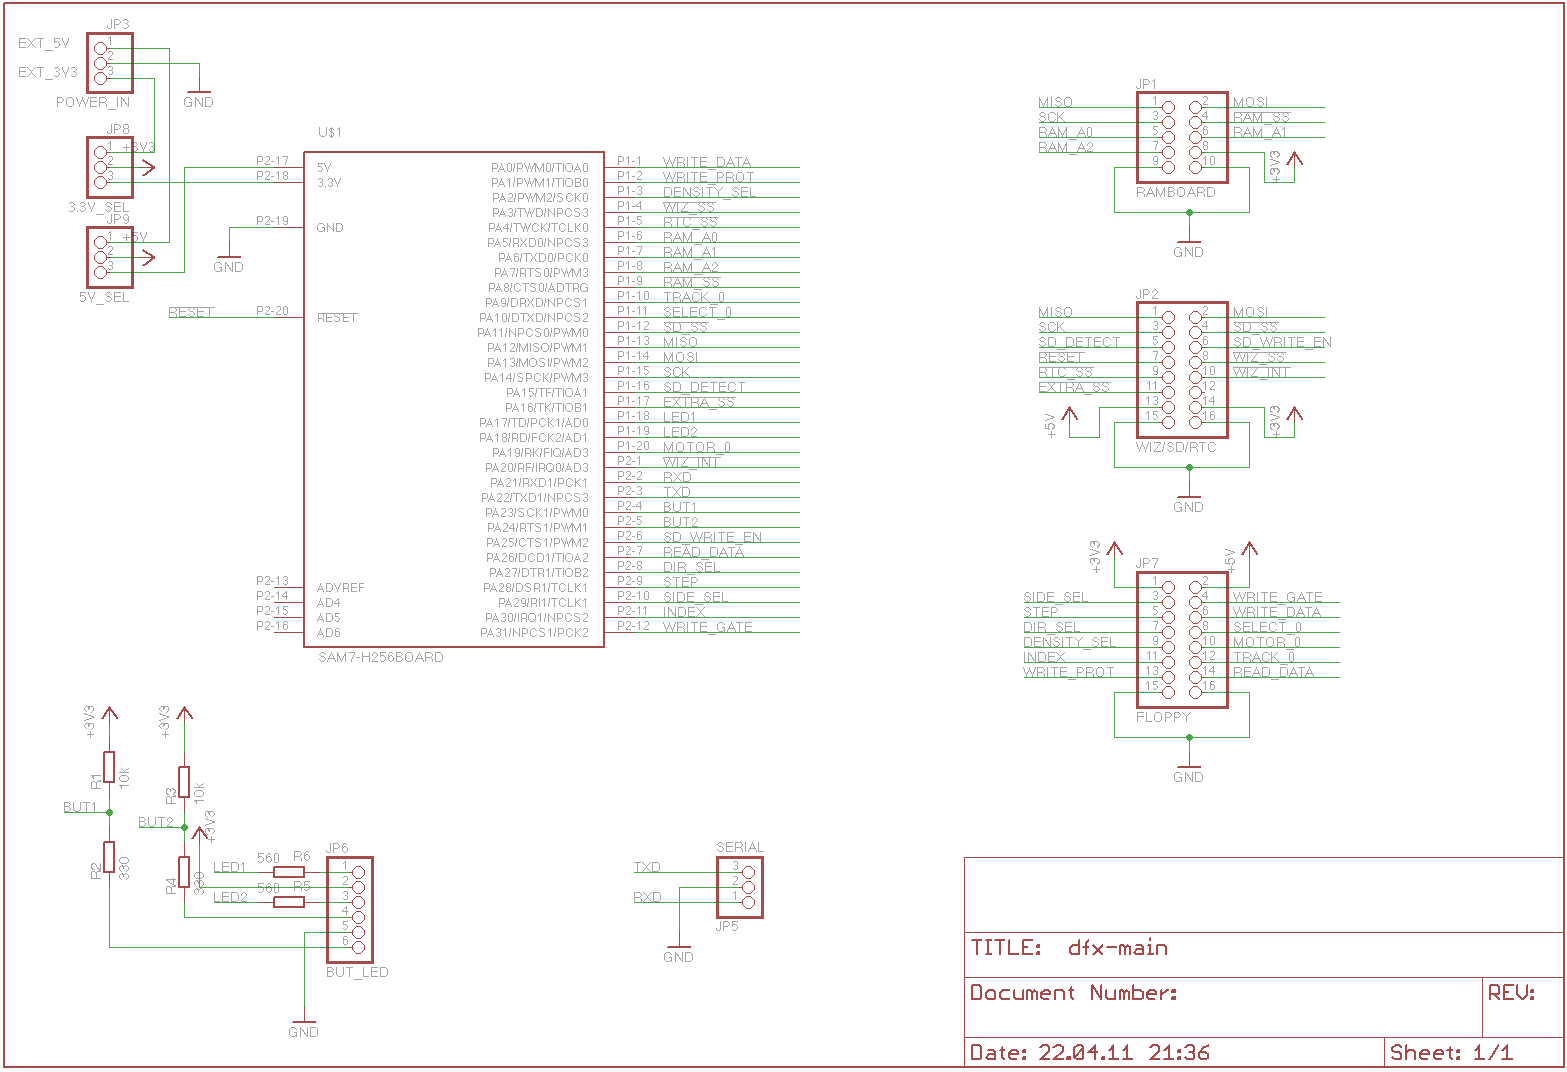 JP3
EXT_5V
1
2
EXT_3V3
3
POWER_IN
GND
JP8
1
+3V3
2
3
3.3V_SEL
JP9
1
+5V
2
3
5V_SEL
U$1
P2-17
5V
P2-18
3.3V
P2-19
GND
GND
RESET
P2-20
RESET
P2-13
ADVREF
P2-14
AD4
P2-15
AD5
P2-16
AD6
PA0/PWM0/TIOA0 P1-1 WRITE_DATA
PA1/PWM1/TIOB0 P1-2 WRITE_PROT
PA2/PWM2/SCK0 P1-3 DENSITY_SEL
PA3/TWD/NPCS3 P1-4 WIZ_SS
PA4/TWCK/TCLK0 P1-5 RTC_SS
PA5/RXD0/NPCS3 P1-6 RAM_A0
PA6/TXD0/PCK0 P1-7 RAM_A1
PA7/RTS0/PWM3 P1-8 RAM_A2
PA8/CTS0/ADTRG P1-9 RAM_SS
PA9/DRXD/NPCS1 P1-10 TRACK_0
PA10/DTXD/NPCS2 P1-11 SELECT_0
PA11/NPCS0/PWM0 P1-12 SD_SS
PA12/MISO/PWM1 P1-13 MISO
PA13/MOSI/PWM2 P1-14 MOSI
PA14/SPCK/PWM3 P1-15 SCK
PA15/TF/TIOA1 P1-16 SD_DETECT
PA16/TK/TIOB1 P1-17 EXTRA_SS
PA17/TD/PCK1/AD0 P1-18 LED1
PA18/RD/FCK2/AD1 P1-19 LED2
PA19/RK/FIQ/AD3 P1-20 MOTOR_0
PA20/RF/IRQ0/AD3 P2-1 WIZ_INT
PA21/RXD1/PCK1 P2-2 RXD
PA22/TXD1/NPCS3 P2-3 TXD
PA23/SCK1/PWM0 P2-4 BUT1
PA24/RTS1/PWM1 P2-5 BUT2
PA25/CTS1/PWM2 P2-6 SD_WRITE_EN
PA26/DCD1/TIOA2 P2-7 READ_DATA
PA27/DTR1/TIOB2 P2-8 DIR_SEL
PA28/DSR1/TCLK1 P2-9 STEP
PA29/RI1/TCLK1 P2-10 SIDE_SEL
PA30/IRQ1/NPCS2 P2-11 INDEX
PA31/NPCS1/PCK2 P2-12 WRITE_GATE
SAM7-H256BOARD
JP1
MISO 1 2 MOSI
SCK 3 4 RAM_SS
RAM_A0 5 6 RAM_A1
RAM_A2 7 8
9 10
+3V3
RAMBOARD
GND
JP2
MISO 1 2 MOSI
SCK 3 4 SD_SS
SD_DETECT 5 6 SD_WRITE_EN
RESET 7 8 WIZ_SS
RTC_SS 9 10 WIZ_INT
EXTRA_SS 11 12
13 14
15 16
+5V
+3V3
WIZ/SD/RTC
GND
+3V3
+5V
JP7
1 2
SIDE_SEL 3 4 WRITE_GATE
STEP 5 6 WRITE_DATA
DIR_SEL 7 8 SELECT_0
DENSITY_SEL 9 10 MOTOR_0
INDEX 11 12 TRACK_0
WRITE_PROT 13 14 READ_DATA
15 16
FLOPPY
GND
+3V3
+3V3
R1
10k
R3
10k
BUT1
BUT2
+3V3
R2
330
R4
330
LED1
560
R6
LED2
560
R5
JP6
1
2
3
4
5
6
BUT_LED
GND
SERIAL
TXD 3
2
RXD 1
JP5
GND
TITLE: dfx-main
Document Number:
REV:
Date: 22.04.11 21:36
Sheet: 1/1